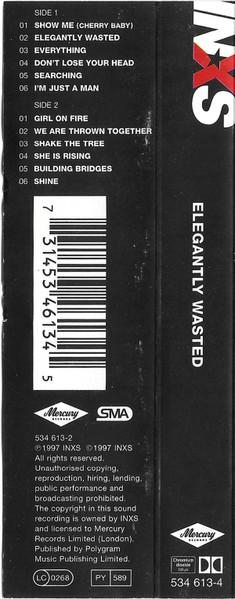 SIDE 1
01 SHOW ME (CHERRY BABY)
02 ELEGANTLY WASTED
03 EVERYTHING
04 DON'T LOSE YOUR HEAD
05 SEARCHING
06 I'M JUST A MAN
SIDE 2
01 GIRL ON FIRE
02 WE ARE THROWN TOGETHER
03 SHAKE THE TREE
04 SHE IS RISING
05 BUILDING BRIDGES
06 SHINE
7 31453 46134 5
Mercury
RECORDS
SMA
534 613-2
℗1997 INXS ©1997 INXS
All rights reserved.
Unauthorised copying,
reproduction, hiring, lending,
public performance and
broadcasting prohibited.
The copyright in this sound
recording is owned by INXS
and licensed to Mercury
Records Limited (London).
Published by Polygram
Music Publishing Limited.
LC 0268
PY 589
INXS
ELEGANTLY WASTED
Mercury
RECORDS
Chromium
dioxide
534 613-4